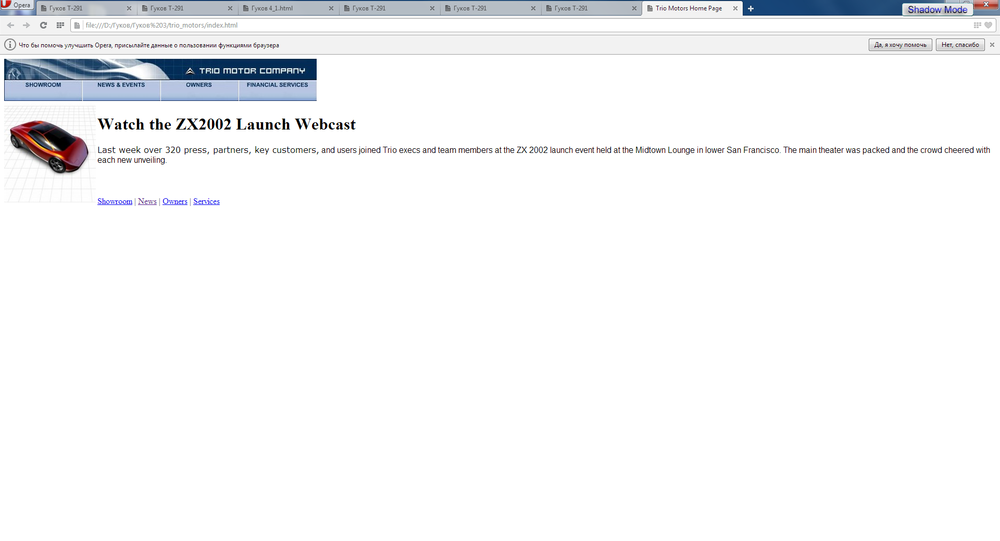 Opera
Гуков Т-291
Гуков Т-291
Гуков 4_1.html
Гуков Т-291
Гуков Т-291
Гуков Т-291
Trio Motors Home Page
Shadow Mode
file:///D:/Гуков/Гуков%203/trio_motors/index.html
Что бы помочь улучшить Opera, присылайте данные о пользовании функциями браузера
Да, я хочу помочь
Нет, спасибо
TRIO MOTOR COMPANY
SHOWROOM
NEWS & EVENTS
OWNERS
FINANCIAL SERVICES
Watch the ZX2002 Launch Webcast
Last week over 320 press, partners, key customers, and users joined Trio execs and team members at the ZX 2002 launch event held at the Midtown Lounge in lower San Francisco. The main theater was packed and the crowd cheered with
each new unveiling.
Showroom | News | Owners | Services